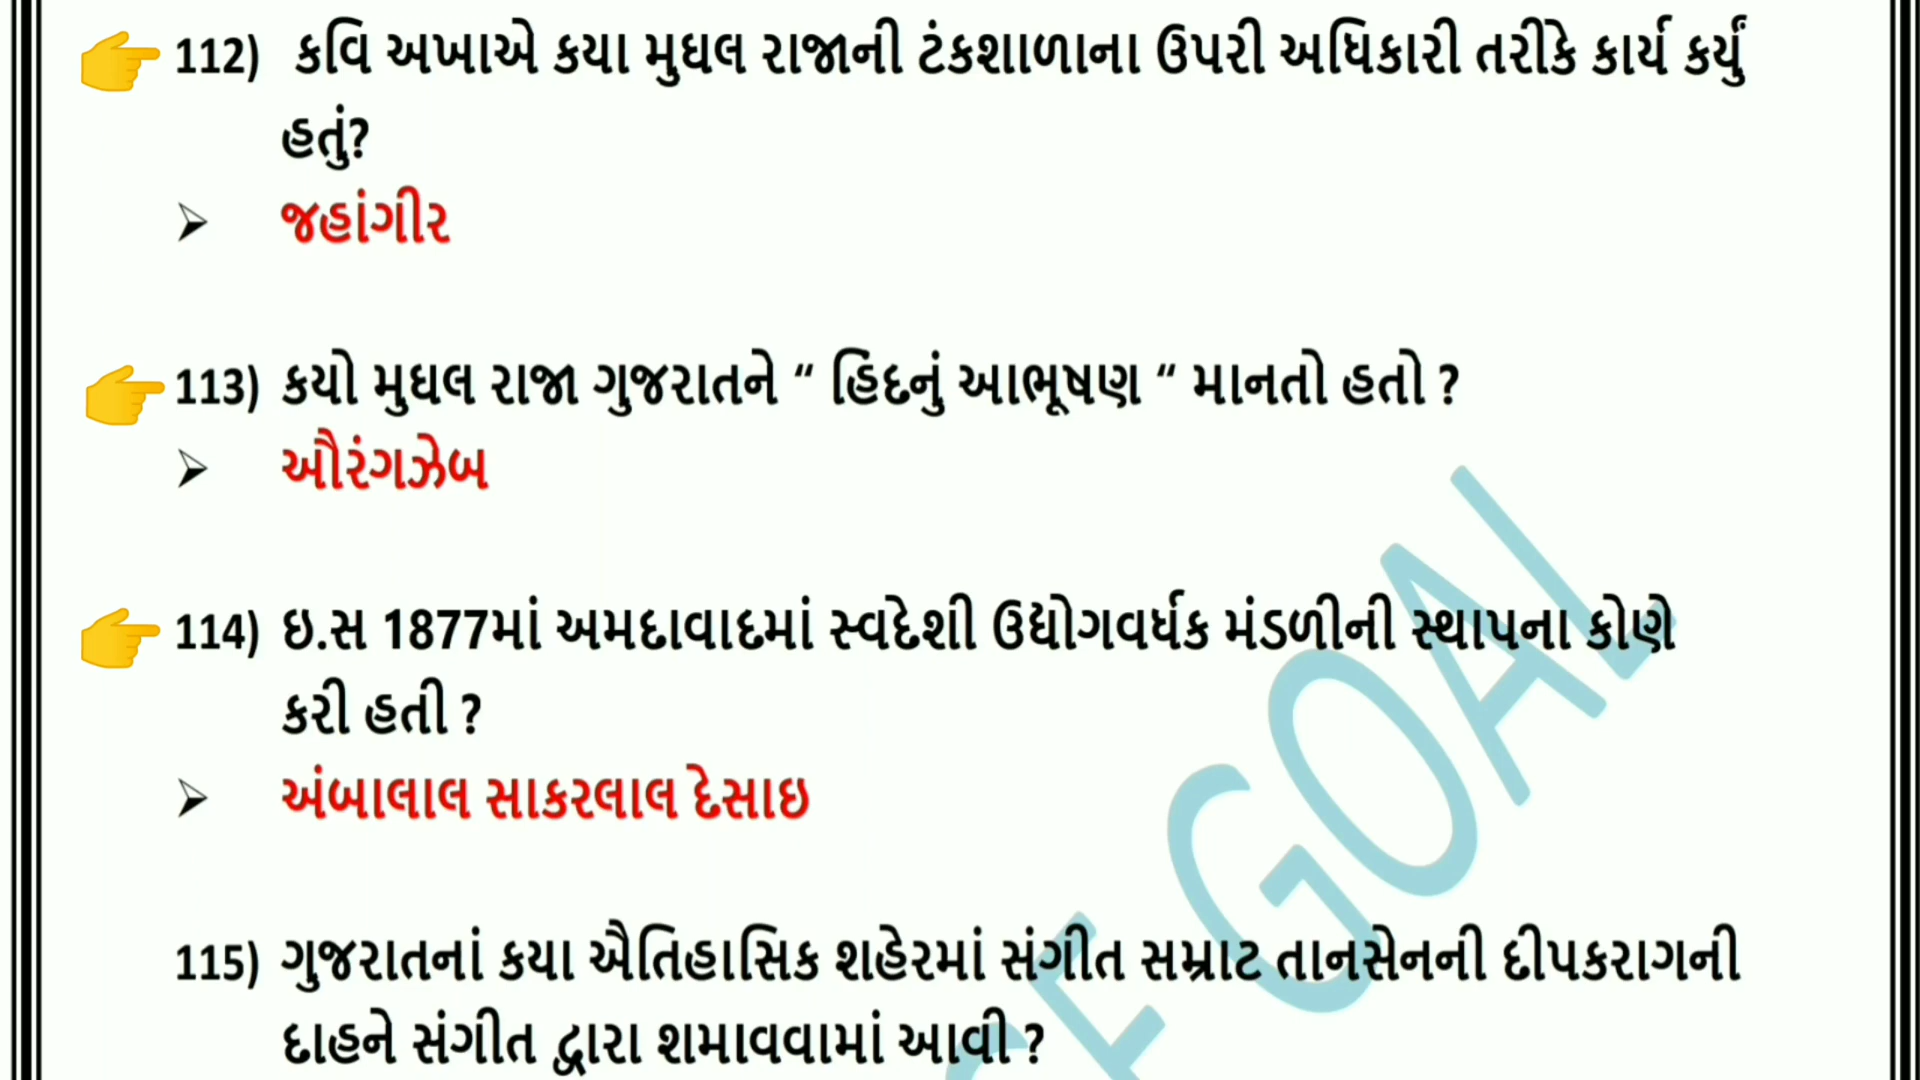 112) કવિ અખાએ કયા મુઘલ રાજાની ટંકશાળાના ઉપરી અધિકારી તરીકે કાર્ય કર્યું
હતું?
➢ જહાંગીર
113) કયો મુઘલ રાજા ગુજરાતને “ હિંદનું આભૂષણ “ માનતો હતો ?
➢ ઔરંગઝેબ
114) ઇ.સ 1877માં અમદાવાદમાં સ્વદેશી ઉદ્યોગવર્ધક મંડળીની સ્થાપના કોણે
કરી હતી ?
➢ અંબાલાલ સાકરલાલ દેસાઇ
115) ગુજરાતનાં કયા ઐતિહાસિક શહેરમાં સંગીત સમ્રાટ તાનસેનની દીપકરાગની
દાહને સંગીત દ્વારા શમાવવામાં આવી ?
GOAL